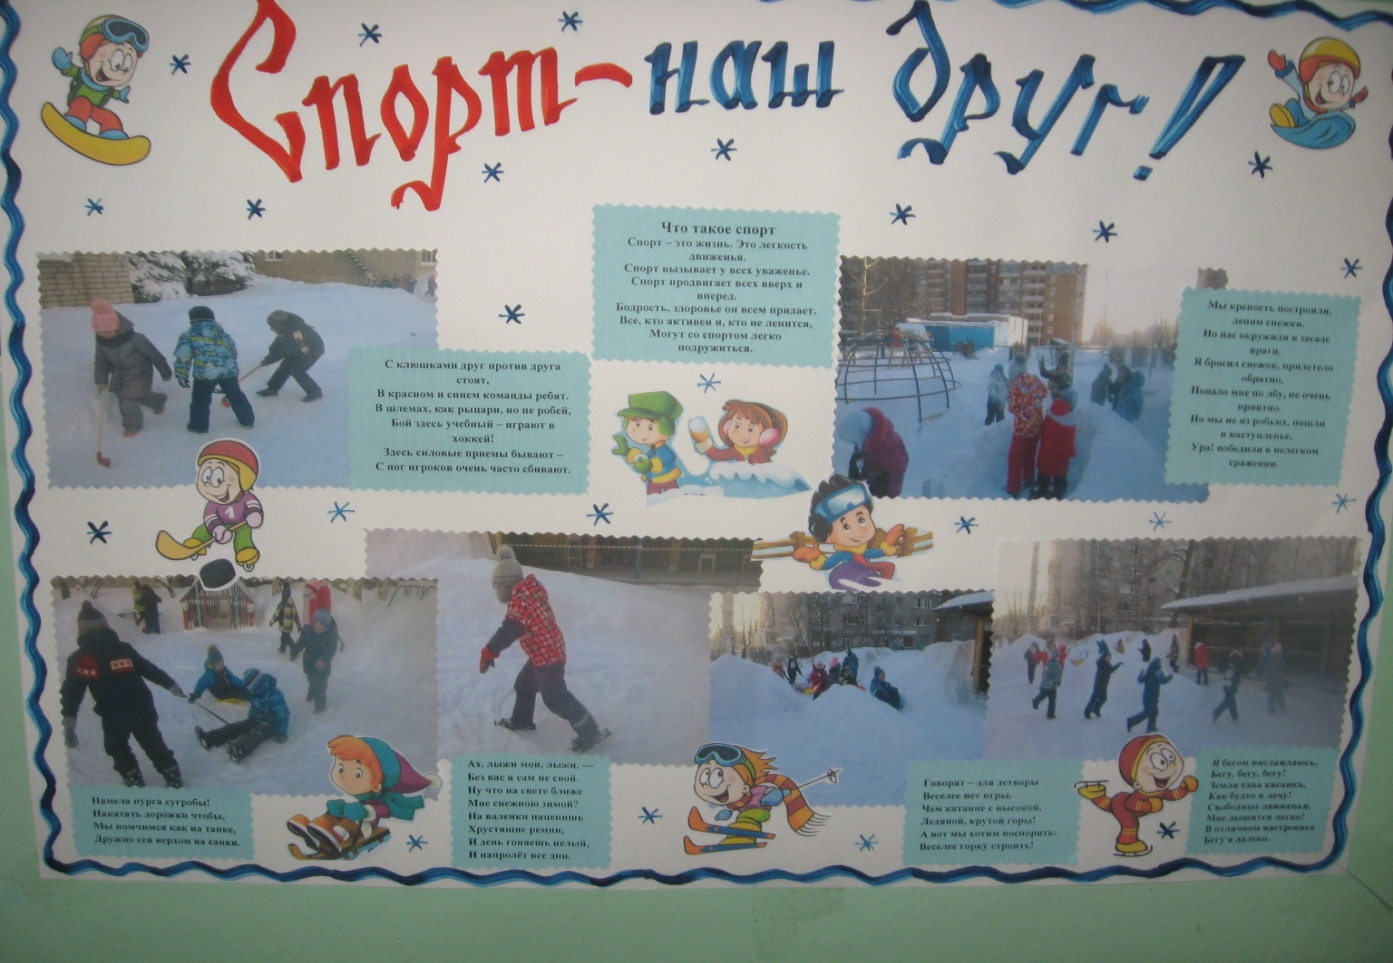 Спорт-наш друг!
Что такое спорт
Спорт – это жизнь. Это легкость
движенья.
Спорт вызывает у всех уваженье.
Спорт продвигает всех вверх и
вперед.
Бодрость, здоровье он всем придает.
Все, кто активен и, кто не ленится,
Могут со спортом легко
подружиться.
С клюшками друг против друга
стоят,
В красном и синем команды ребят.
В шлемах, как рыцари, но не робей,
Бой здесь учебный – играют в
хоккей!
Здесь силовые приемы бывают –
С ног игроков очень часто сбивают.
Мы крепость построили,
лепим снежки.
Но нас окружили в засаде
враги.
Я бросил снежок, прилетело
обратно,
Попало мне по лбу, не очень
приятно.
Но мы не из робких, пошли
в наступленье,
Ура! победили в нелегком
сражении.
Намела пурга сугробы!
Накатать дорожки чтобы,
Мы помчимся как на танке,
Дружно сев верхом на санки.
Ах, лыжи мои, лыжи, —
Без вас я сам не свой.
Ну что на свете ближе
Мне снежною зимой?
На валенки нацепишь
Хрустящие ремни,
И день гоняешь целый,
И напролёт все дни.
Говорят – для детворы
Веселее нет игры,
Чем катание с высокой,
Ледяной, крутой горы!
А вот мы хотим поспорить:
Веселее горку строить!
Я бегом наслаждаюсь,
Бегу, бегу, бегу!
Земли едва касаюсь,
Как будто я лечу!
Свободные движенья,
Мне дышится легко!
В отличном настроенье
Бегу я далеко.
1